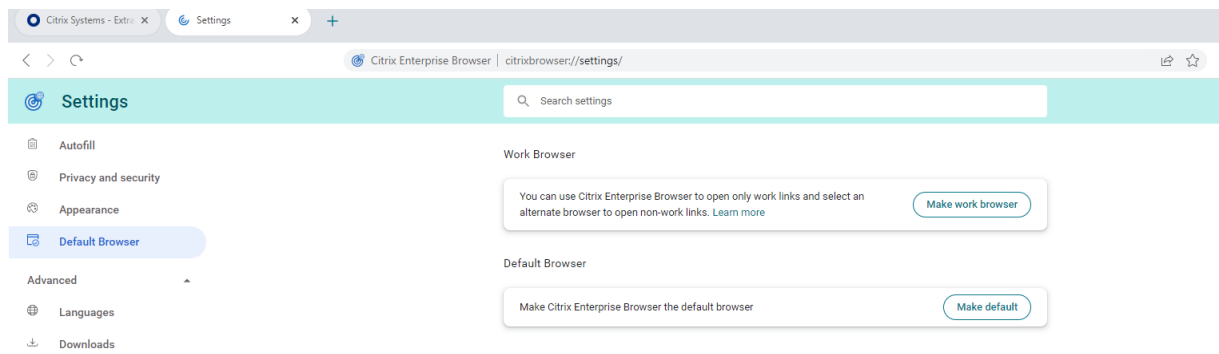 Citrix Systems - Extra
Settings
Citrix Enterprise Browser | citrixbrowser://settings/
Settings
Search settings
Autofill
Privacy and security
Appearance
Default Browser
Advanced
Languages
Downloads
Work Browser
You can use Citrix Enterprise Browser to open only work links and select an
alternate browser to open non-work links. Learn more
Make work browser
Default Browser
Make Citrix Enterprise Browser the default browser
Make default